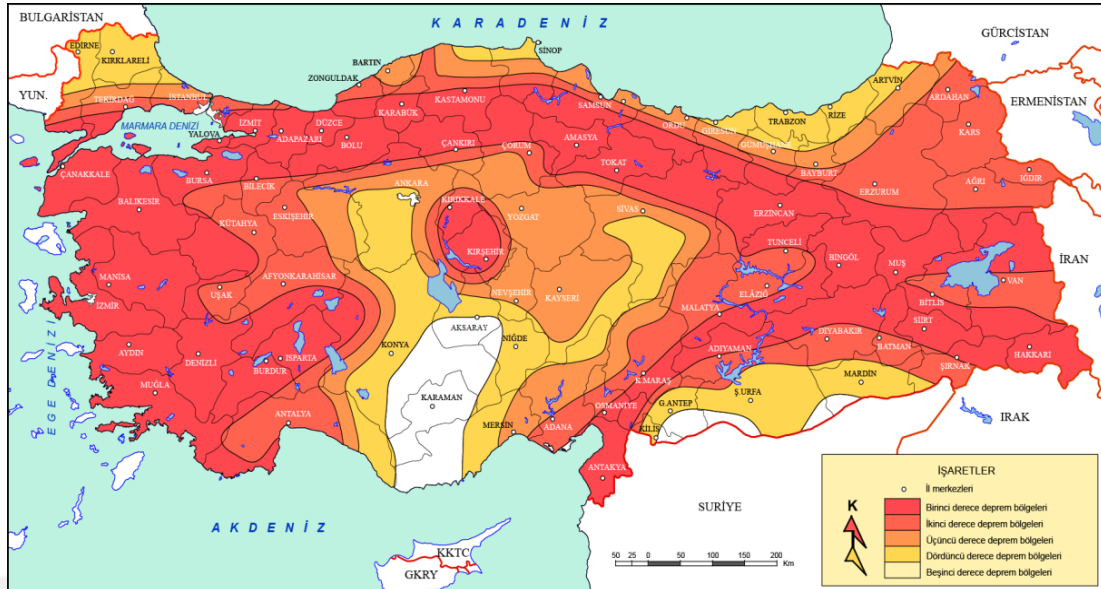 BULGARİSTAN
KARADENİZ
GÜRCİSTAN
EDİRNE
KIRKLARELİ
SİNOP
BARTIN
ZONGULDAK
YUN.
TEKİRDAĞ
İSTANBUL
KASTAMONU
KARABÜK
SAMSUN
ARTVİN
ARDAHAN
ERMENİSTAN
MARMARA DENİZİ
YALOVA
İZMİT
ADAPAZARI
DÜZCE
BOLU
ORDU
GİRESUN
TRABZON
RİZE
KARS
ÇANAKKALE
BURSA
BİLECİK
ÇANKIRI
ÇORUM
AMASYA
TOKAT
GÜMÜŞHANE
BAYBURT
ERZURUM
AĞRI
IĞDIR
BALIKESİR
ESKİŞEHİR
KÜTAHYA
ANKARA
KIRIKKALE
YOZGAT
SİVAS
ERZİNCAN
TUNCELİ
MANİSA
İZMİR
UŞAK
AFYONKARAHİSAR
KIRŞEHİR
NEVŞEHİR
KAYSERİ
MALATYA
ELAZIĞ
BİNGÖL
MUŞ
BİTLİS
VAN
İRAN
EGE DENİZİ
AYDIN
DENİZLİ
BURDUR
ISPARTA
KONYA
AKSARAY
NİĞDE
ADIYAMAN
DİYABAKIR
BATMAN
SİİRT
HAKKARİ
ŞIRNAK
MUĞLA
ANTALYA
KARAMAN
MERSİN
ADANA
OSMANİYE
K.MARAŞ
G.ANTEP
KİLİS
Ş.URFA
MARDİN
IRAK
ANTAKYA
SURİYE
AKDENİZ
KKTC
GKRY
50 25 0 50 100 150 200
Km
İŞARETLER
K
İl merkezleri
Birinci derece deprem bölgeleri
İkinci derece deprem bölgeleri
Üçüncü derece deprem bölgeleri
Dördüncü derece deprem bölgeleri
Beşinci derece deprem bölgeleri